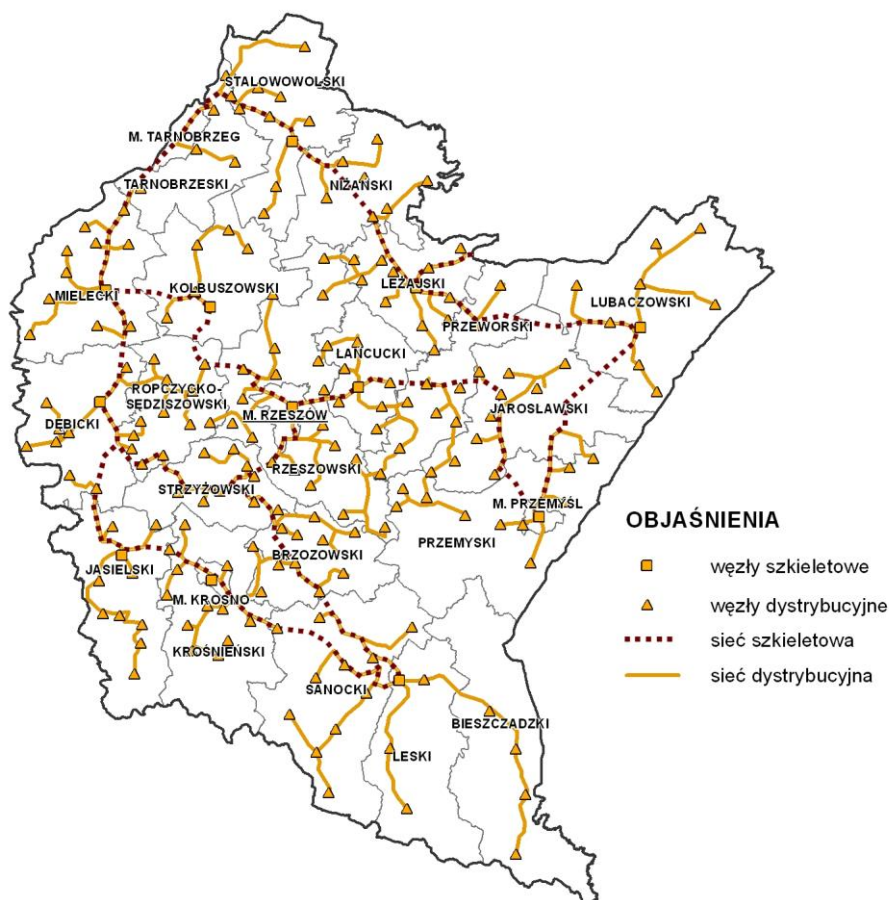 STALOWOWOLSKI
M. TARNOBRZEG
TARNOBRZESKI
NIŻAŃSKI
KOLBUSZOWSKI
LEŻAJSKI
MIELECKI
LUBACZOWSKI
PRZEWORSKI
ŁAŃCUCKI
ROPCZYCKO-
SĘDZISZOWSKI
JAROSŁAWSKI
M. RZESZÓW
DĘBICKI
RZESZOWSKI
STRZYŻOWSKI
M. PRZEMYŚL
PRZEMYSKI
BRZOZOWSKI
JASIELSKI
M. KROSNO
KROŚNIEŃSKI
SANOCKI
BIESZCZADZKI
LESKI
OBJAŚNIENIA
węzły szkieletowe
węzły dystrybucyjne
sieć szkieletowa
sieć dystrybucyjna